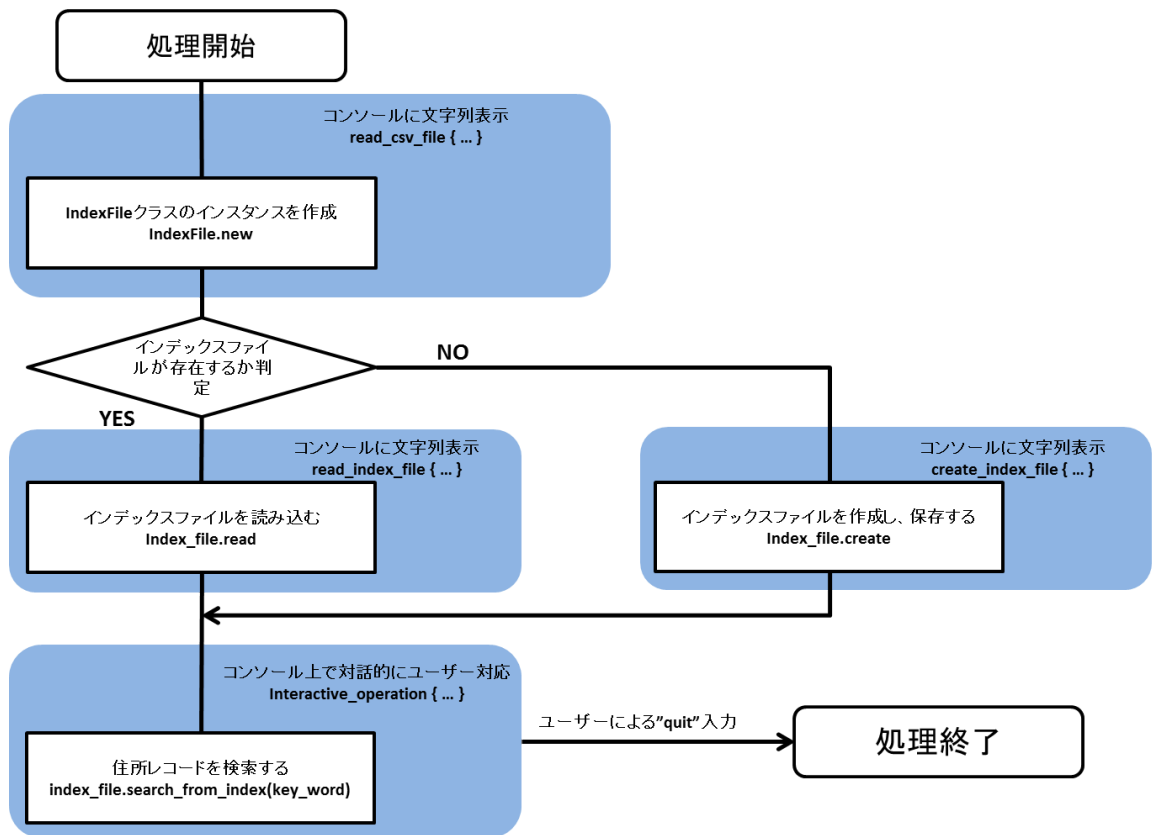 処理開始
コンソールに文字列表示
read_csv_file { ... }
IndexFileクラスのインスタンスを作成
IndexFile.new
インデックスファイ
ルが存在するか判
定
NO
YES
コンソールに文字列表示
read_index_file { ... }
インデックスファイルを読み込む
Index_file.read
コンソールに文字列表示
create_index_file { ... }
インデックスファイルを作成し、保存する
Index_file.create
コンソール上で対話的にユーザー対応
Interactive_operation { ... }
住所レコードを検索する
index_file.search_from_index(key_word)
ユーザーによる”quit”入力
処理終了